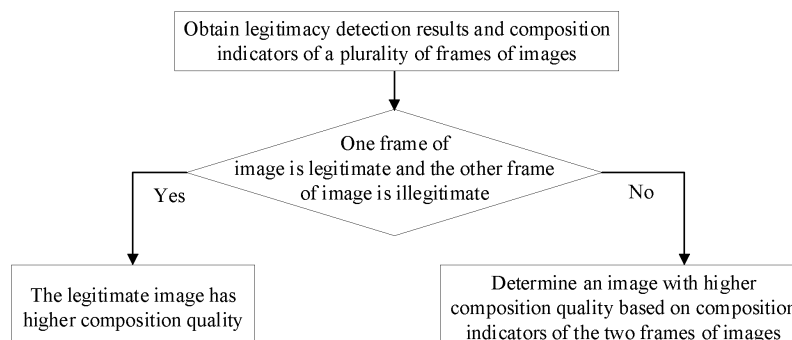 Obtain legitimacy detection results and composition
indicators of a plurality of frames of images
One frame of
image is legitimate and the other frame
of image is illegitimate
Yes
No
The legitimate image has
higher composition quality
Determine an image with higher
composition quality based on composition
indicators of the two frames of images